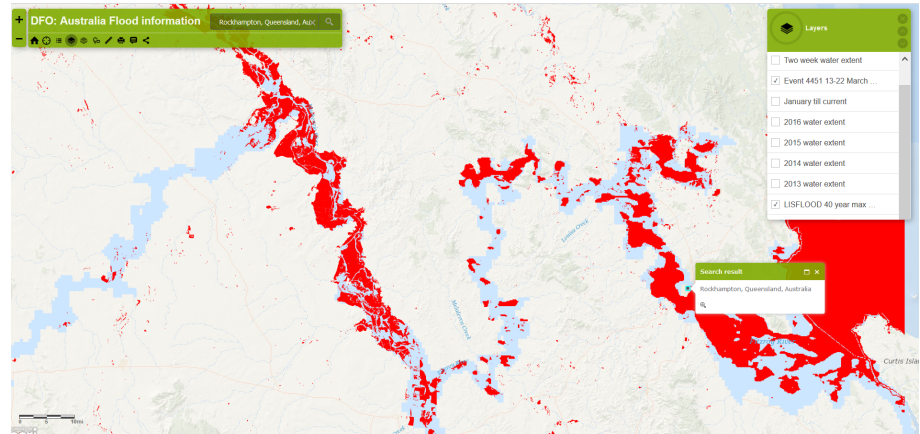 +
DFO: Australia Flood information
Rockhampton, Queensland, Aus
−
Layers
Two week water extent
Event 4451 13-22 March ...
January till current
2016 water extent
2015 water extent
2014 water extent
2013 water extent
LISFLOOD 40 year max ...
Search result
Rockhampton, Queensland, Australia
Curtis Islan
0 5 10mi